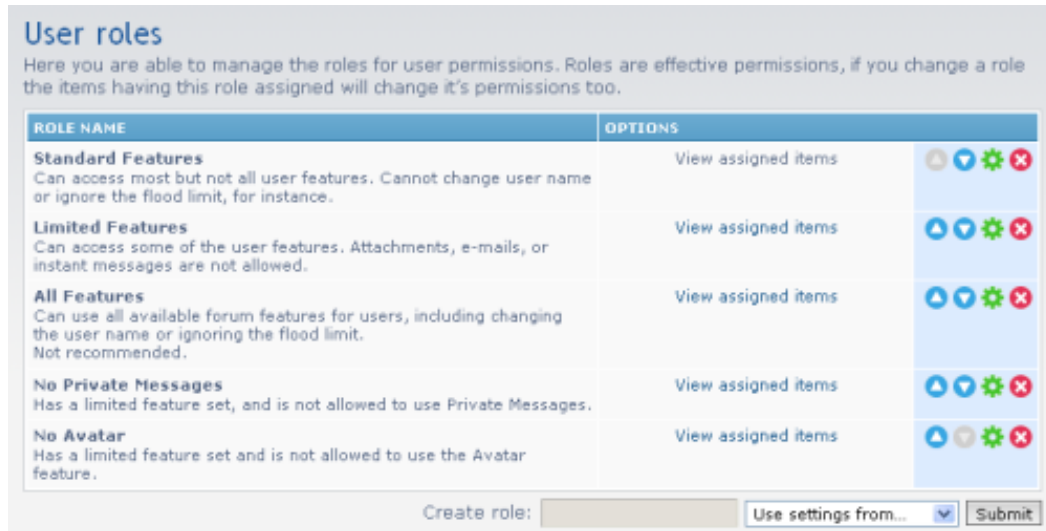 User roles
Here you are able to manage the roles for user permissions. Roles are effective permissions, if you change a role
the items having this role assigned will change it's permissions too.
ROLE NAME OPTIONS
Standard Features View assigned items
Can access most but not all user features. Cannot change user name
or ignore the flood limit, for instance.
Limited Features View assigned items
Can access some of the user features. Attachments, e-mails, or
instant messages are not allowed.
All Features View assigned items
Can use all available forum features for users, including changing
the user name or ignoring the flood limit.
Not recommended.
No Private Messages View assigned items
Has a limited feature set, and is not allowed to use Private Messages.
No Avatar View assigned items
Has a limited feature set and is not allowed to use the Avatar
feature.
Create role: Use settings from... Submit